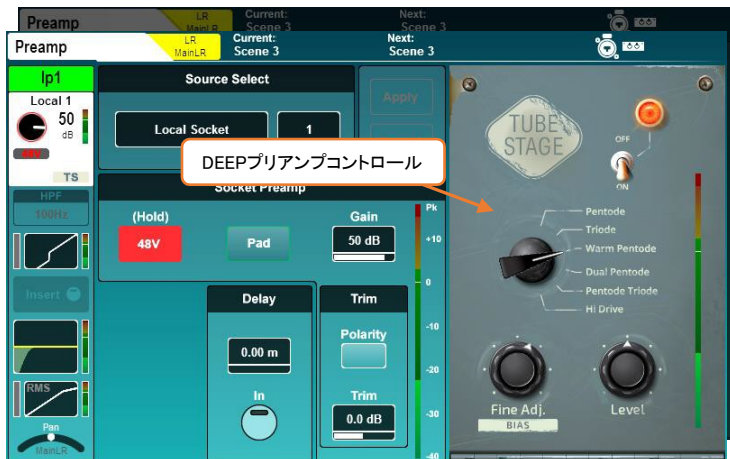 Preamp
LR
MainLR
Current:
Scene 3
Next:
Scene 3
Preamp
LR
MainLR
Current:
Scene 3
Next:
Scene 3
Ip1
Local 1
50
dB
48V
TS
HPF
100Hz
Insert
RMS
Pan
MainLR
Source Select
Local Socket
1
Apply
DEEPプリアンプコントロール
Socket Preamp
(Hold)
48V
Pad
Gain
50 dB
Delay
0.00 m
In
Trim
Polarity
Trim
0.0 dB
Pk
+10
0
-10
-20
-30
-40
TUBE
STAGE
OFF
ON
Pentode
Triode
Warm Pentode
Dual Pentode
Pentode Triode
Hi Drive
Fine Adj.
BIAS
Level